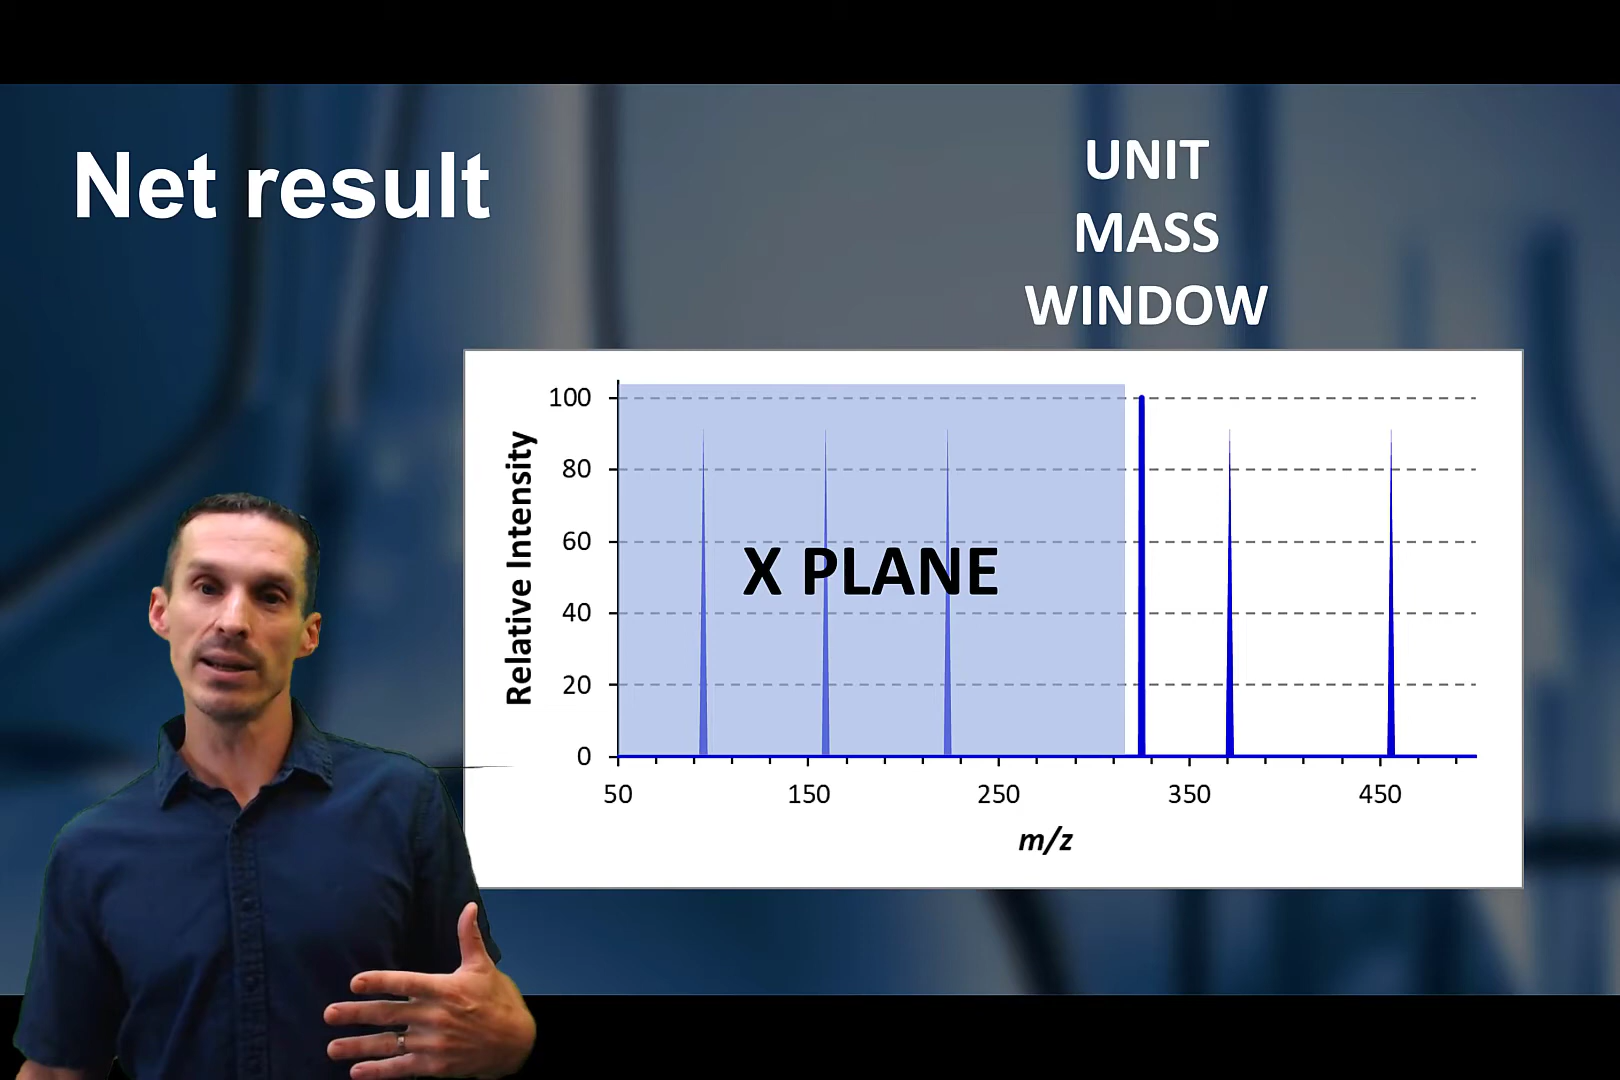 Net result
UNIT
MASS
WINDOW
Relative Intensity
100
80
60
40
20
0
X PLANE
50 150 250 350 450
m/z